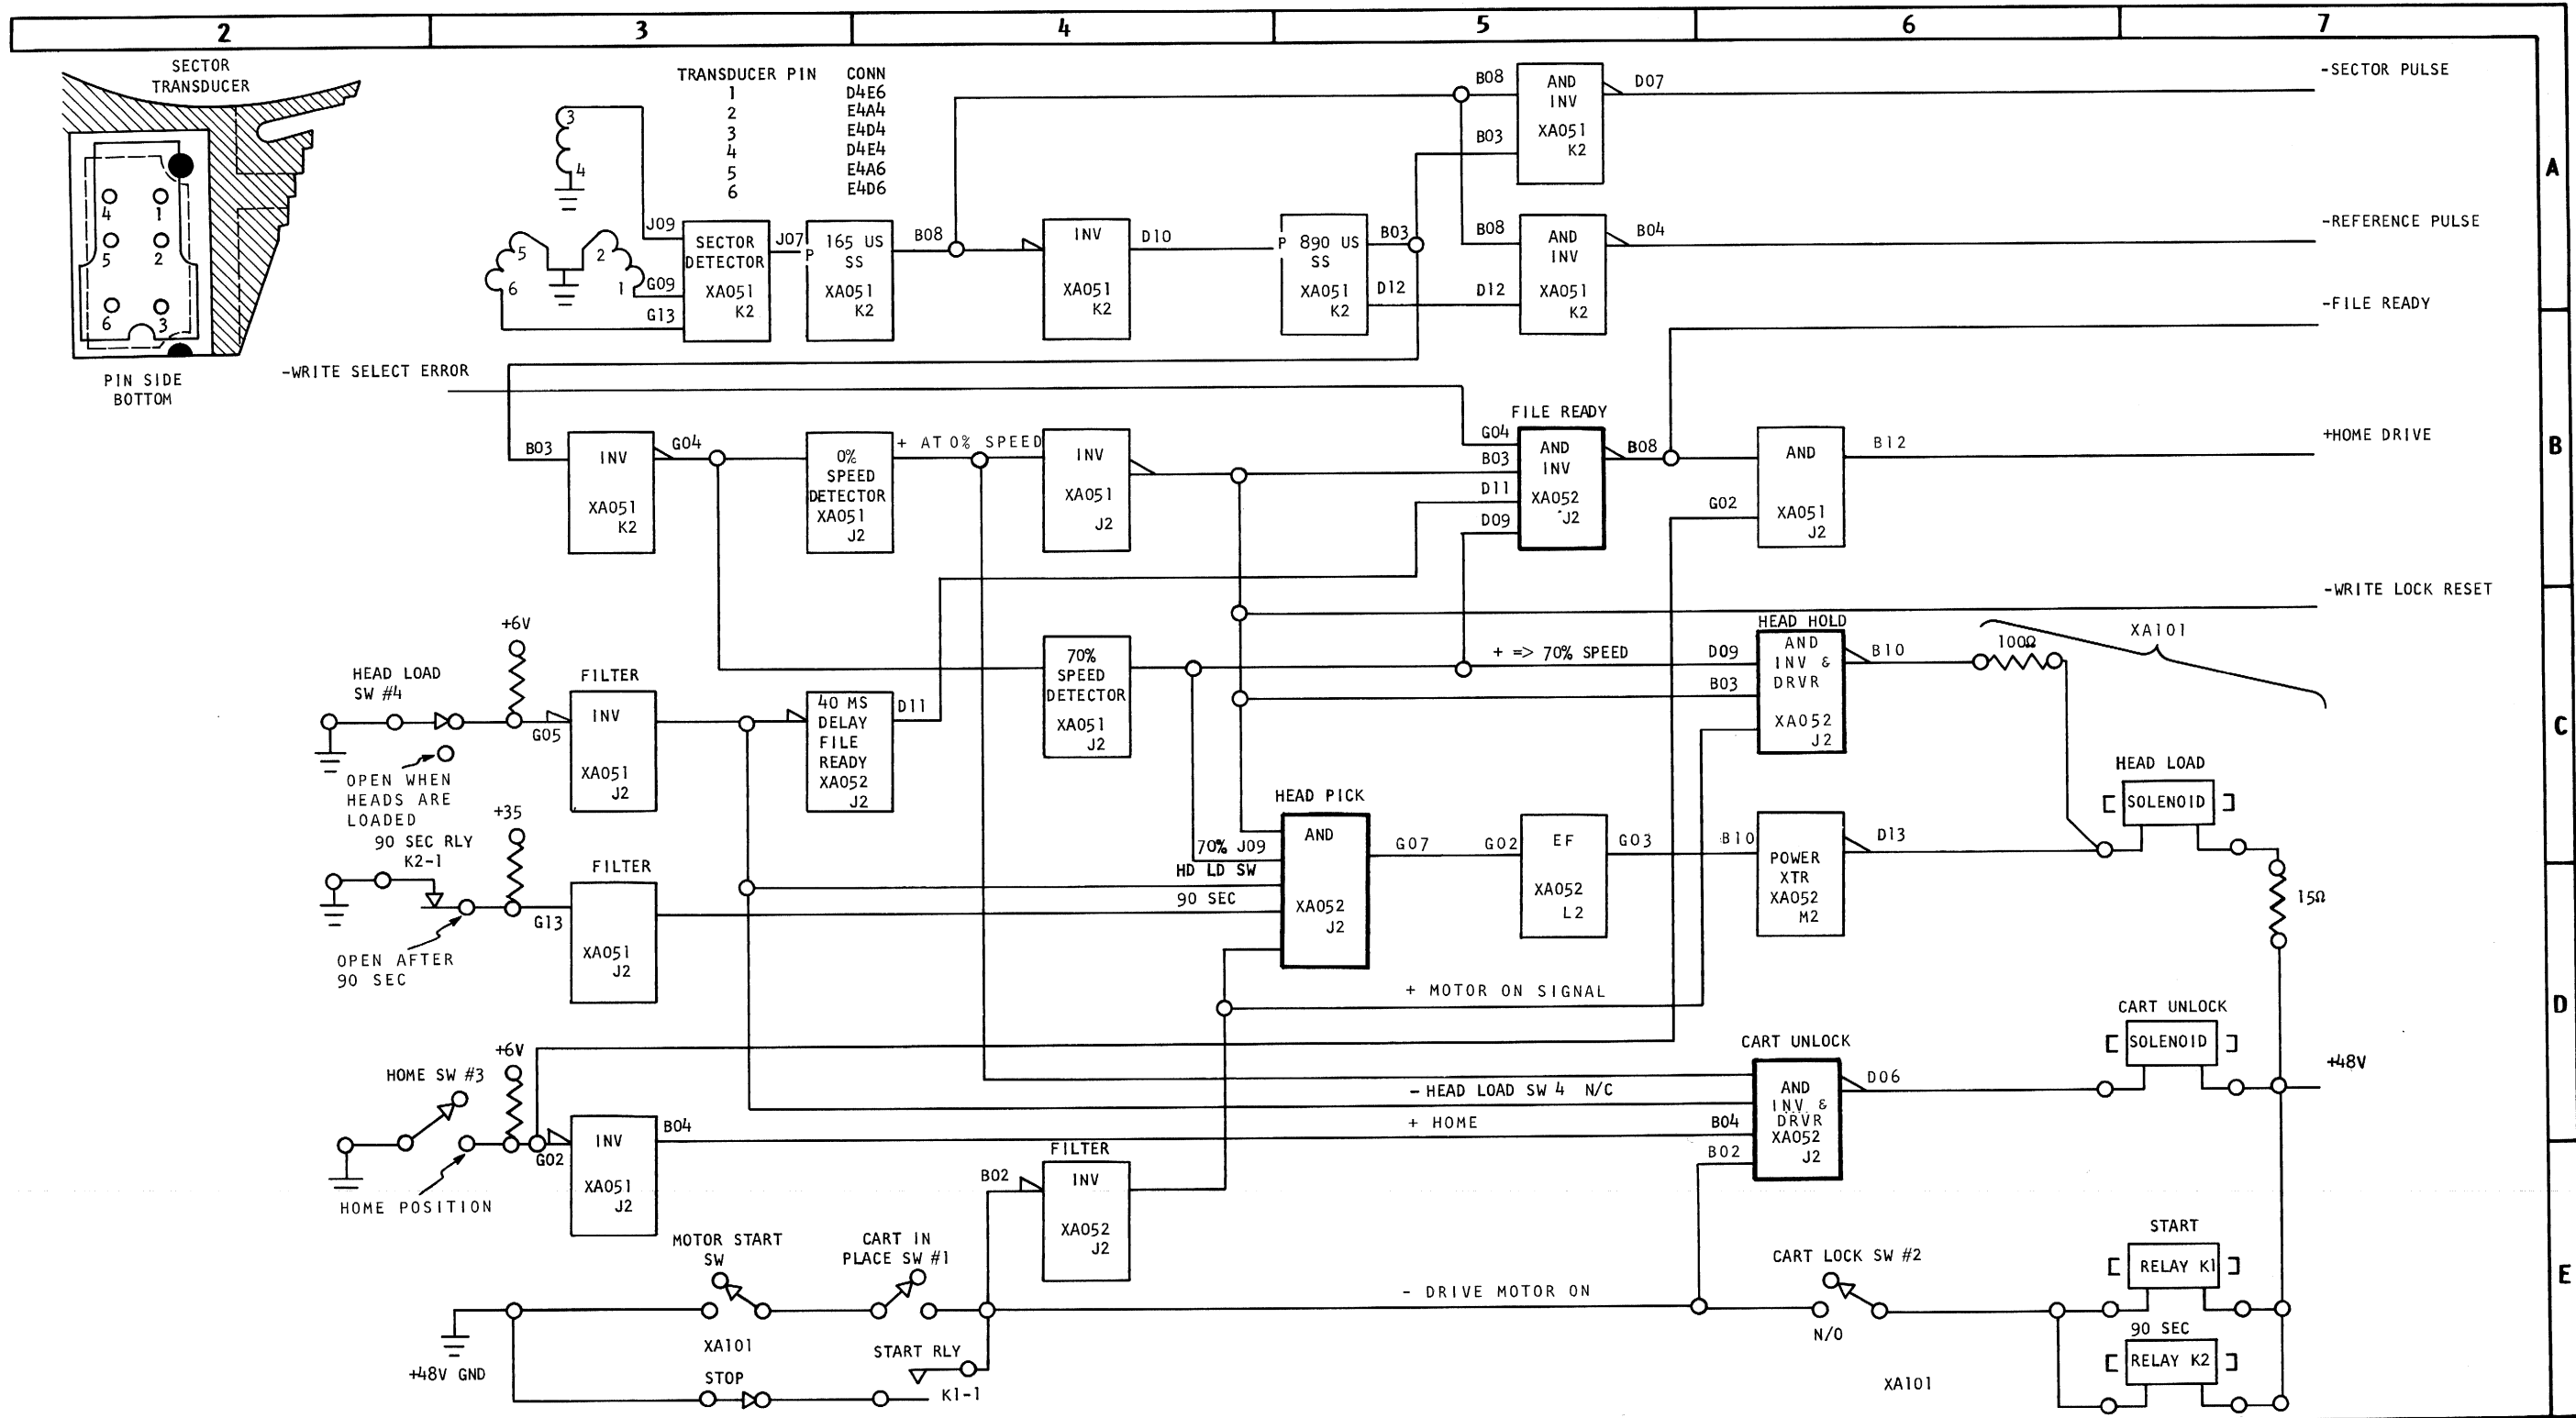 2 3 4 5 6 7
A
B
C
D
E
SECTOR
TRANSDUCER
4 1
5 2
6 3
PIN SIDE
BOTTOM
TRANSDUCER PIN CONN
1 D4E6
2 E4A4
3 E4D4
4 D4E4
5 E4A6
6 E4D6
3
4
5
6
2
1
J09
G09
G13
SECTOR
DETECTOR
XA051
K2
J07
P 165 US
SS
XA051
K2
B08
INV
XA051
K2
D10
P 890 US
SS
XA051
K2
B03
D12
B08
B03
AND
INV
XA051
K2
D07
-SECTOR PULSE
B08
D12
AND
INV
XA051
K2
B04
-REFERENCE PULSE
-FILE READY
-WRITE SELECT ERROR
B03
INV
XA051
K2
G04
0%
SPEED
DETECTOR
XA051
J2
+ AT 0% SPEED
INV
XA051
J2
FILE READY
G04
B03
D11
D09
AND
INV
XA052
J2
B08
G02
AND
XA051
J2
B12
+HOME DRIVE
-WRITE LOCK RESET
+6V
HEAD LOAD
SW #4
OPEN WHEN
HEADS ARE
LOADED
G05
FILTER
INV
XA051
J2
40 MS
DELAY
FILE
READY
XA052
J2
D11
70%
SPEED
DETECTOR
XA051
J2
+ => 70% SPEED
HEAD HOLD
D09
B03
AND
INV &
DRVR
XA052
J2
B10
100Ω
XA101
+35
90 SEC RLY
K2-1
OPEN AFTER
90 SEC
G13
FILTER
XA051
J2
HEAD PICK
70% J09
HD LD SW
90 SEC
AND
XA052
J2
G07
G02
EF
XA052
L2
G03
B10
POWER
XTR
XA052
M2
D13
HEAD LOAD
SOLENOID
15Ω
+ MOTOR ON SIGNAL
+6V
HOME SW #3
HOME POSITION
G02
INV
XA051
J2
B04
- HEAD LOAD SW 4 N/C
+ HOME
CART UNLOCK
B04
B02
AND
INV &
DRVR
XA052
J2
D06
CART UNLOCK
SOLENOID
+48V
FILTER
B02
INV
XA052
J2
MOTOR START
SW
CART IN
PLACE SW #1
XA101
+48V GND
STOP
START RLY
K1-1
- DRIVE MOTOR ON
CART LOCK SW #2
N/O
XA101
START
RELAY K1
90 SEC
RELAY K2